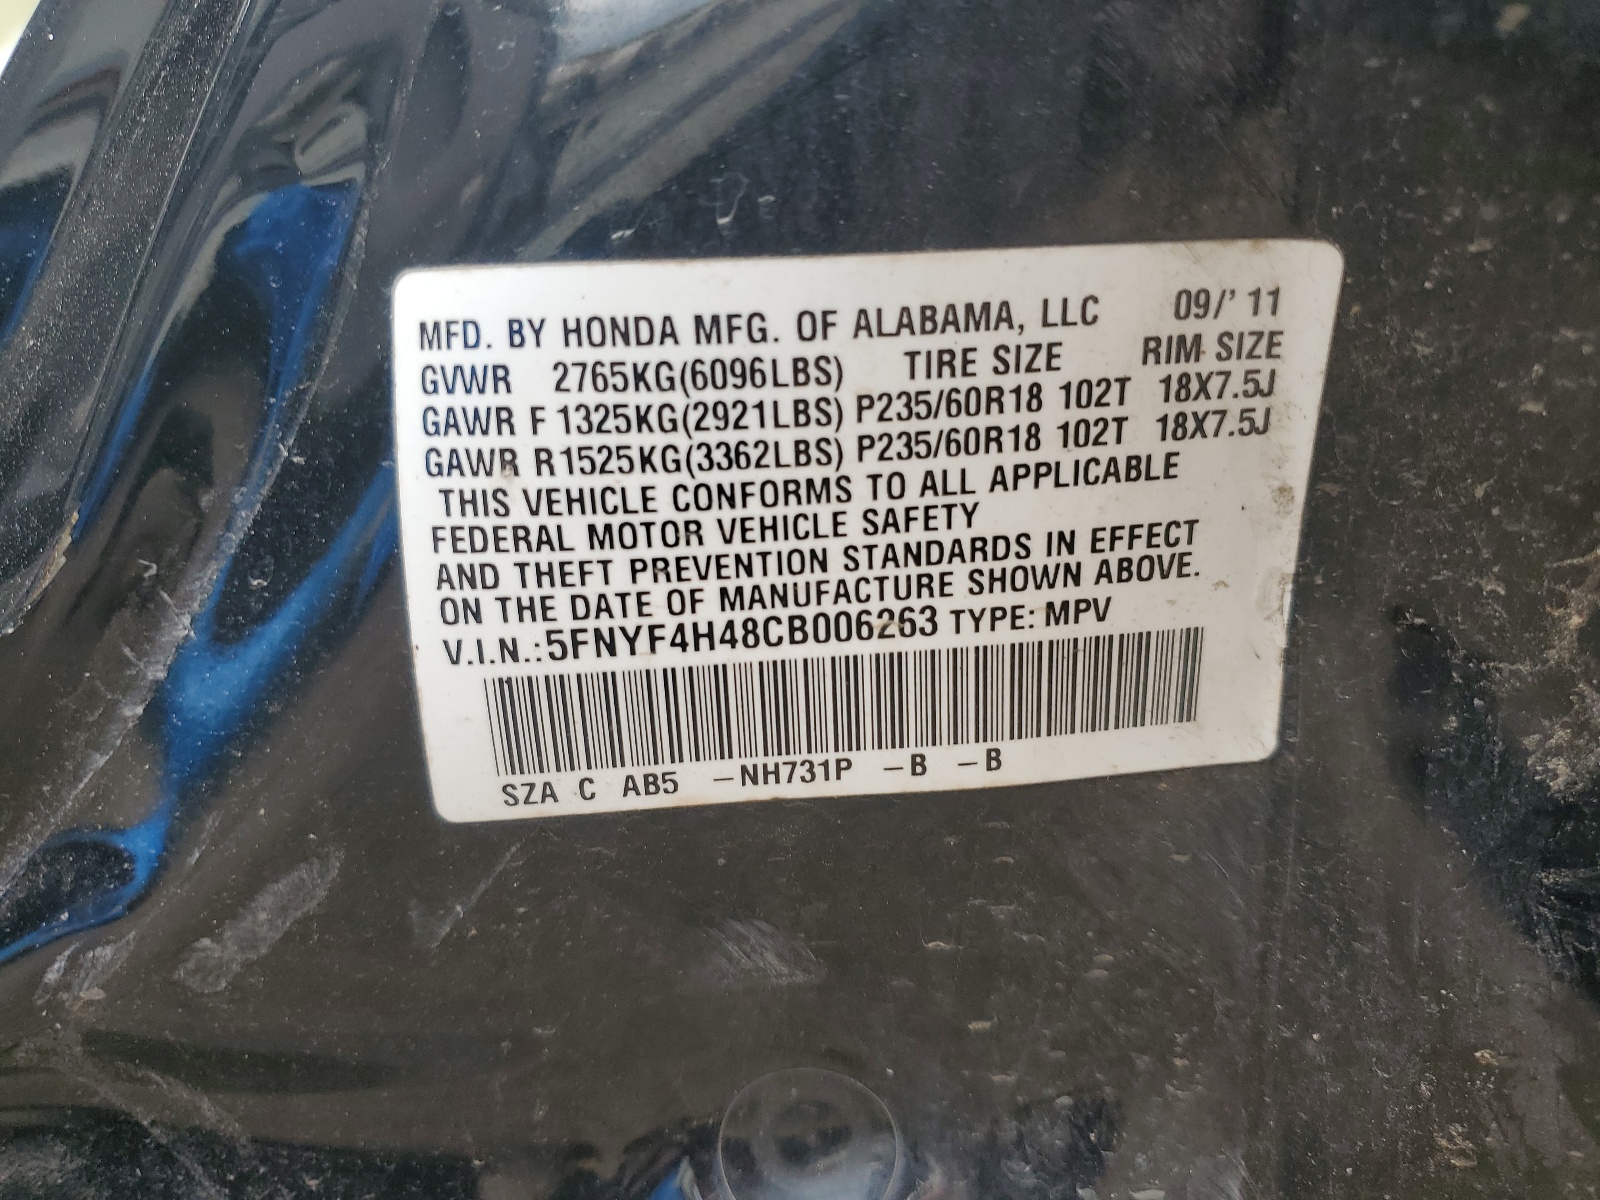 MFD. BY HONDA MFG. OF ALABAMA, LLC 09/' 11
GVWR 2765KG(6096LBS) TIRE SIZE RIM SIZE
GAWR F 1325KG(2921LBS) P235/60R18 102T 18X7.5J
GAWR R1525KG(3362LBS) P235/60R18 102T 18X7.5J
THIS VEHICLE CONFORMS TO ALL APPLICABLE
FEDERAL MOTOR VEHICLE SAFETY
AND THEFT PREVENTION STANDARDS IN EFFECT
ON THE DATE OF MANUFACTURE SHOWN ABOVE.
V.I.N.:5FNYF4H48CB006263 TYPE: MPV
SZA C AB5 -NH731P -B -B